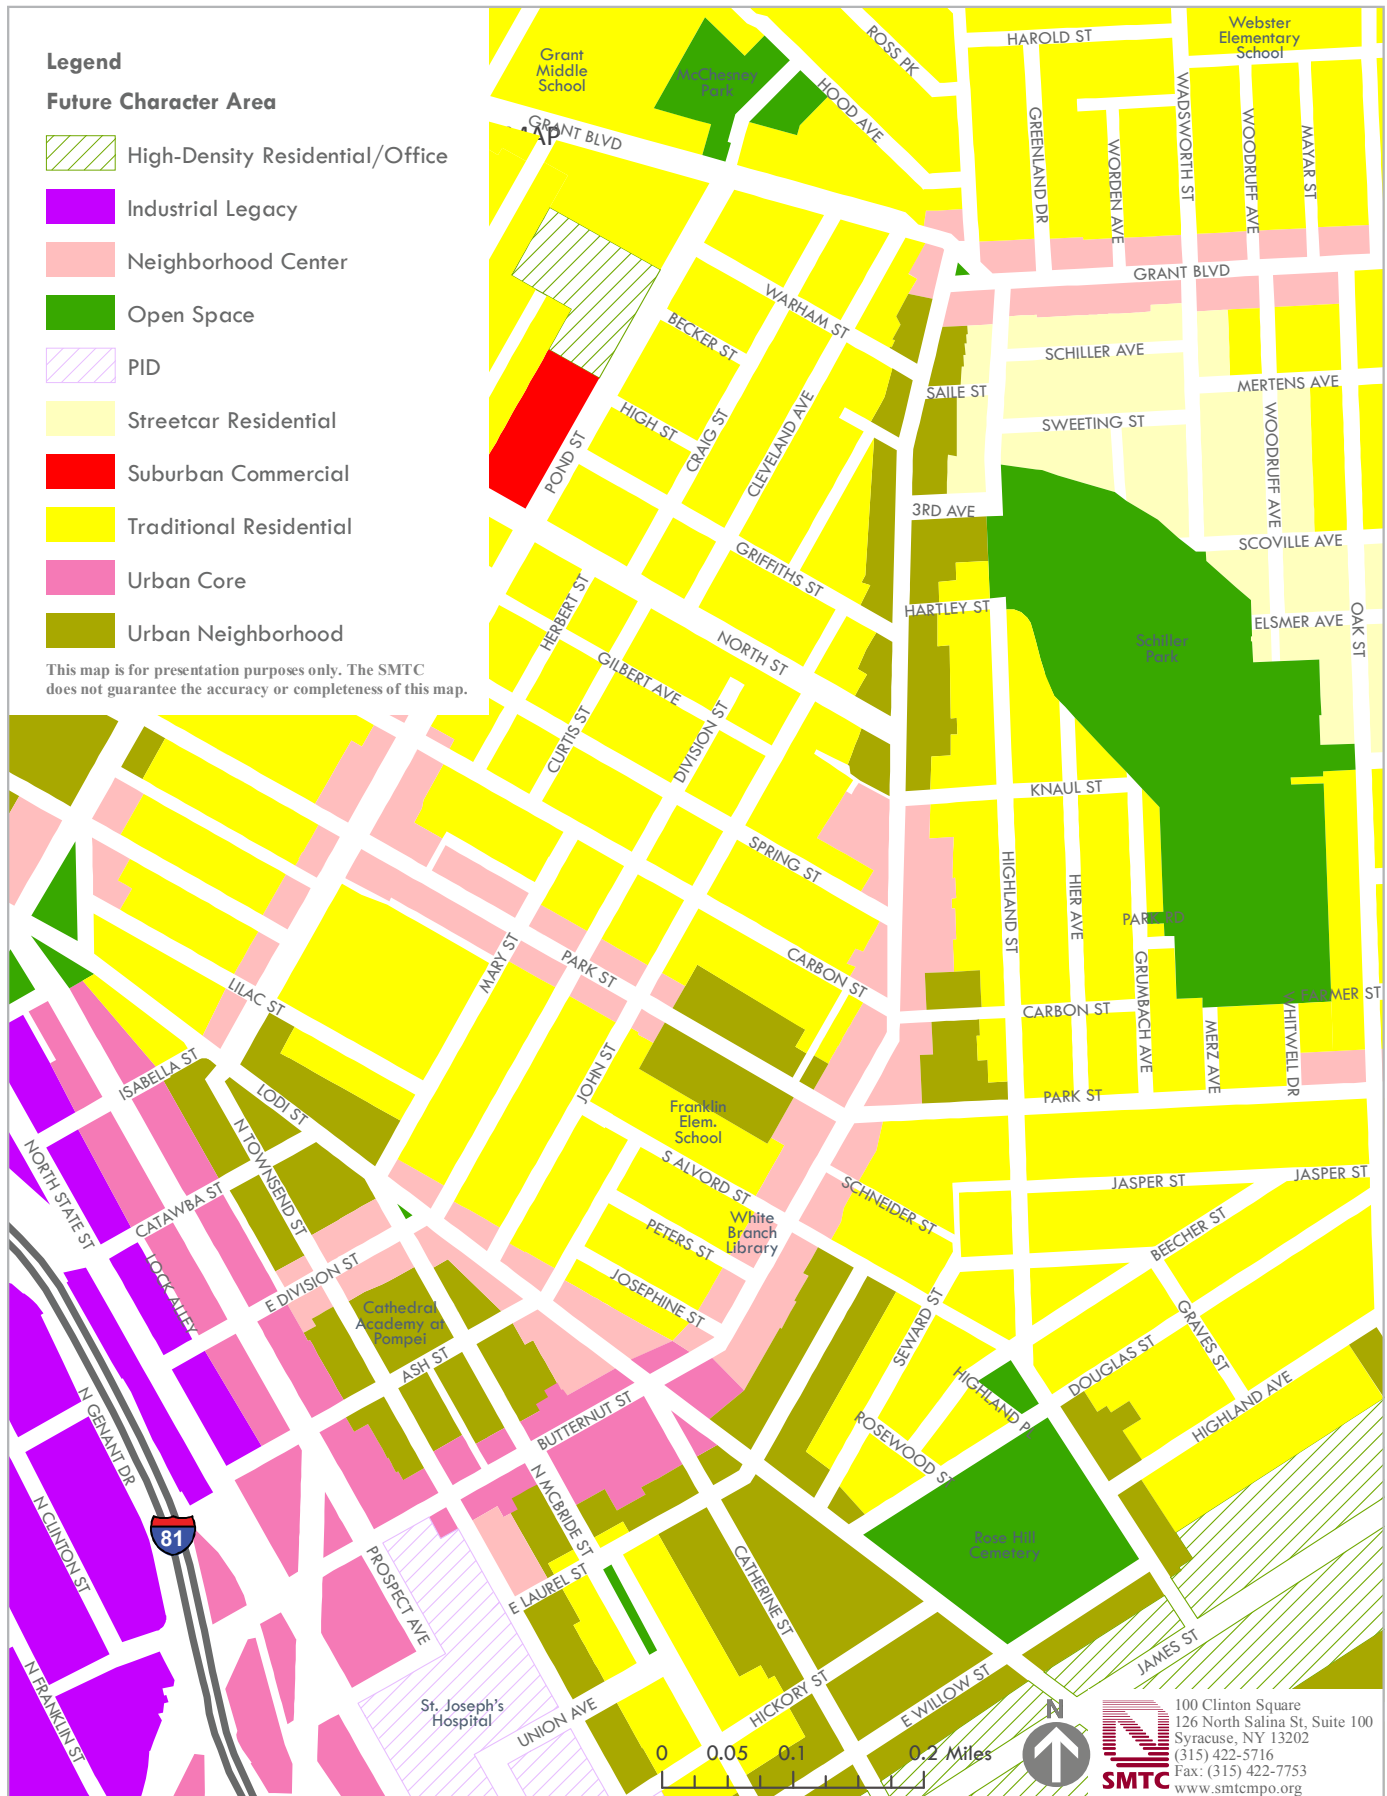 Legend
Future Character Area
High-Density Residential/Office
Industrial Legacy
Neighborhood Center
Open Space
PID
Streetcar Residential
Suburban Commercial
Traditional Residential
Urban Core
Urban Neighborhood
This map is for presentation purposes only. The SMTC
does not guarantee the accuracy or completeness of this map.
Grant
Middle
School
McChesney
Park
ROSS PK
HOOD AVE
HAROLD ST
Webster
Elementary
School
MAP
GRANT BLVD
GREENLAND DR
WORDEN AVE
WADSWORTH ST
WOODRUFF AVE
MAYAR ST
GRANT BLVD
WARHAM ST
BECKER ST
SCHILLER AVE
MERTENS AVE
SAILE ST
HIGH ST
CRAIG ST
CLEVELAND AVE
SWEETING ST
WOODRUFF AVE
POND ST
3RD AVE
SCOVILLE AVE
GRIFFITHS ST
HERBERT ST
HARTLEY ST
ELSMER AVE
OAK ST
NORTH ST
Schiller
Park
GILBERT AVE
CURTIS ST
DIVISION ST
KNAUL ST
SPRING ST
HIGHLAND ST
HIER AVE
PARK RD
MARY ST
PARK ST
CARBON ST
LILAC ST
GRUMBACH AVE
CARBON ST
FARMER ST
WHITWELL DR
MERZ AVE
ISABELLA ST
JOHN ST
LODI ST
PARK ST
Franklin
Elem.
School
N TOWNSEND ST
NORTH STATE ST
S ALVORD ST
SCHNEIDER ST
JASPER ST
JASPER ST
CATAWBA ST
White
Branch
Library
PETERS ST
BEECHER ST
LOCK ALLEY
E DIVISION ST
JOSEPHINE ST
Cathedral
Academy at
Pompei
SEWARD ST
GRAVES ST
ASH ST
DOUGLAS ST
HIGHLAND PL
HIGHLAND AVE
N GENANT DR
BUTTERNUT ST
ROSEWOOD ST
N MCBRIDE ST
N CLINTON ST
81
PROSPECT AVE
CATHERINE ST
Rose Hill
Cemetery
E LAUREL ST
JAMES ST
N FRANKLIN ST
St. Joseph's
Hospital
UNION AVE
HICKORY ST
E WILLOW ST
0 0.05 0.1 0.2 Miles
N
SMTC
100 Clinton Square
126 North Salina St, Suite 100
Syracuse, NY 13202
(315) 422-5716
Fax: (315) 422-7753
www.smtcmpo.org